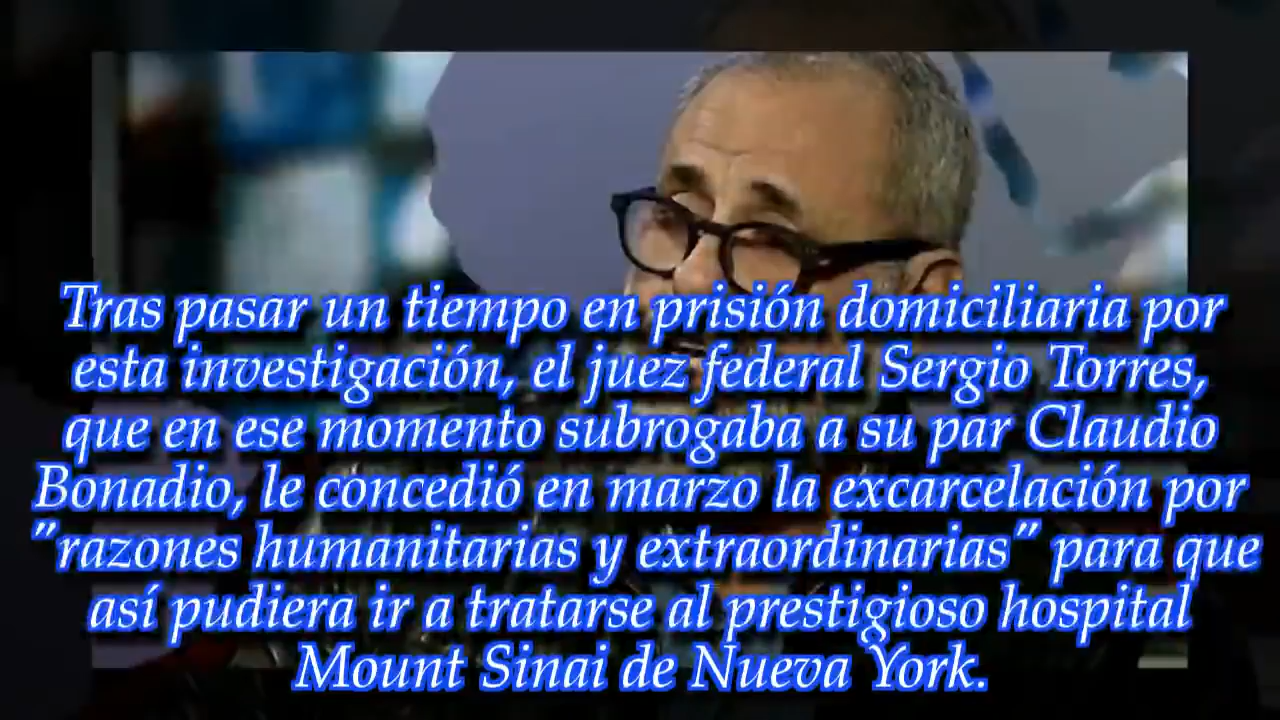 Tras pasar un tiempo en prisión domiciliaria por
esta investigación, el juez federal Sergio Torres,
que en ese momento subrogaba a su par Claudio
Bonadio, le concedió en marzo la excarcelación por
"razones humanitarias y extraordinarias" para que
así pudiera ir a tratarse al prestigioso hospital
Mount Sinai de Nueva York.